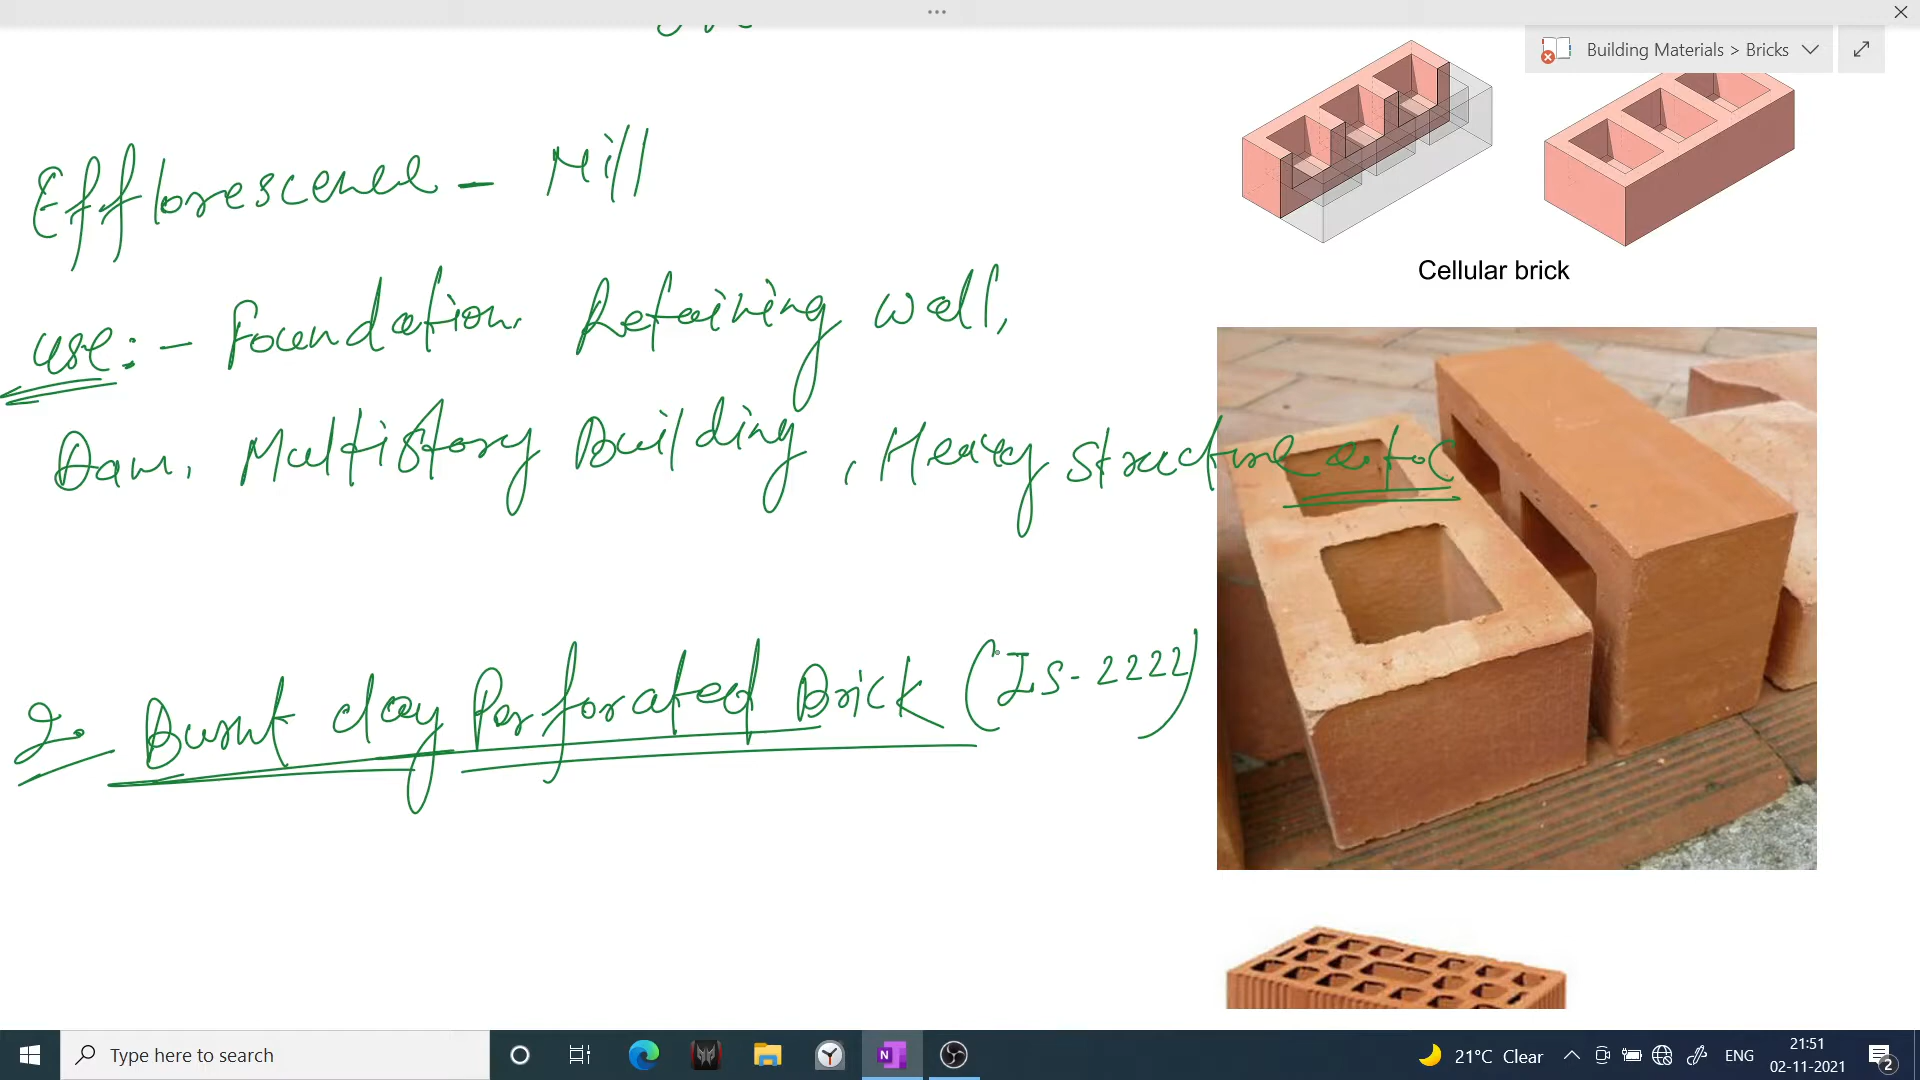 Building Materials > Bricks
Efflorescence - Nill
Use:- Foundation, Retaining Wall,
Dam, Multistory Building, Heavy structure etc
Cellular brick
2. Burnt clay Perforated Brick (IS-2222)
Type here to search
21°C Clear
ENG
21:51
02-11-2021
2